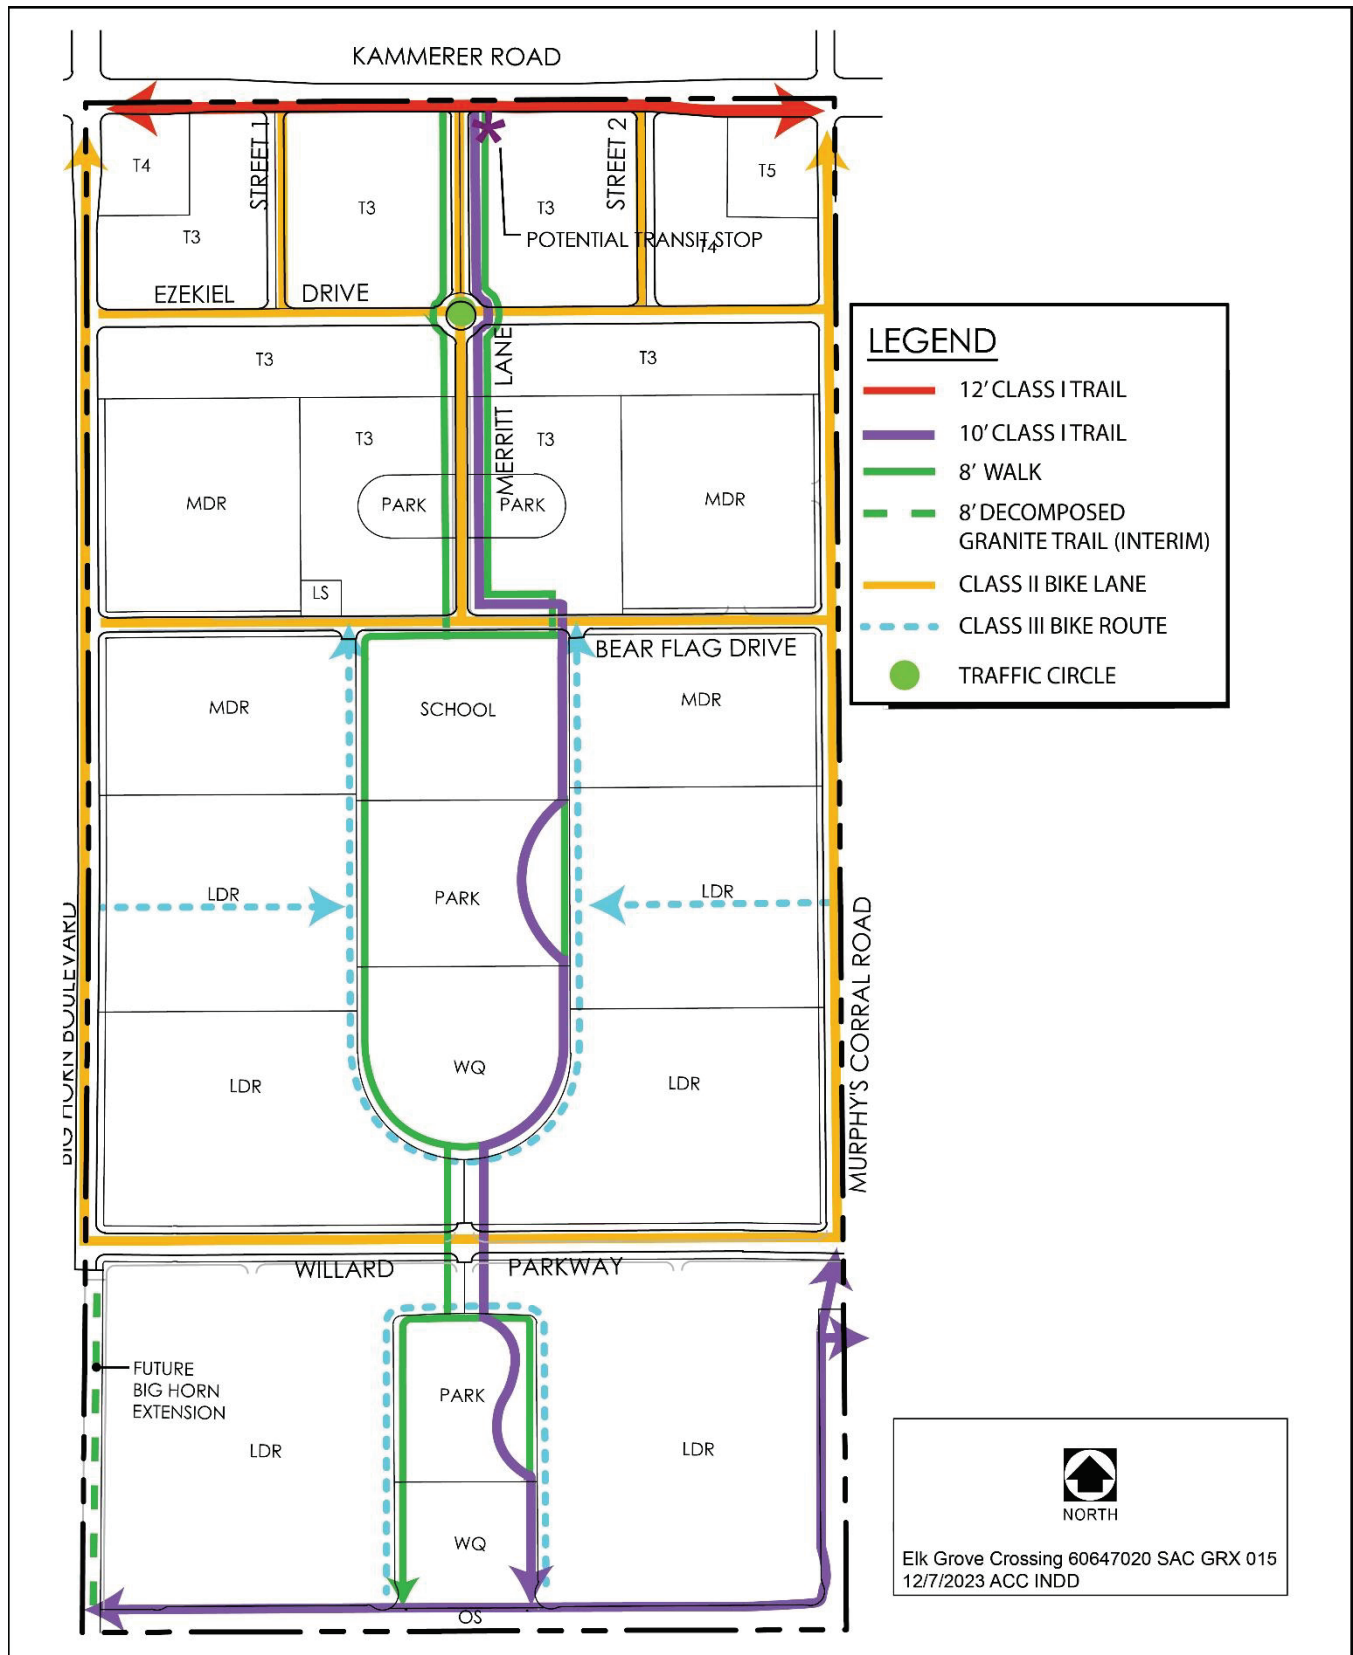 KAMMERER ROAD
STREET 1
STREET 2
T4
T3
T3
T3
T5
T4
POTENTIAL TRANSIT STOP
EZEKIEL DRIVE
T3
T3
MERRITT LANE
T3
T3
MDR
PARK
PARK
MDR
LS
BEAR FLAG DRIVE
MDR
SCHOOL
MDR
LDR
PARK
LDR
BIG HORN BOULEVARD
MURPHY'S CORRAL ROAD
LDR
WQ
LDR
WILLARD PARKWAY
FUTURE
BIG HORN
EXTENSION
PARK
LDR
LDR
WQ
OS
LEGEND
12' CLASS I TRAIL
10' CLASS I TRAIL
8' WALK
8' DECOMPOSED
GRANITE TRAIL (INTERIM)
CLASS II BIKE LANE
CLASS III BIKE ROUTE
TRAFFIC CIRCLE
NORTH
Elk Grove Crossing 60647020 SAC GRX 015
12/7/2023 ACC INDD